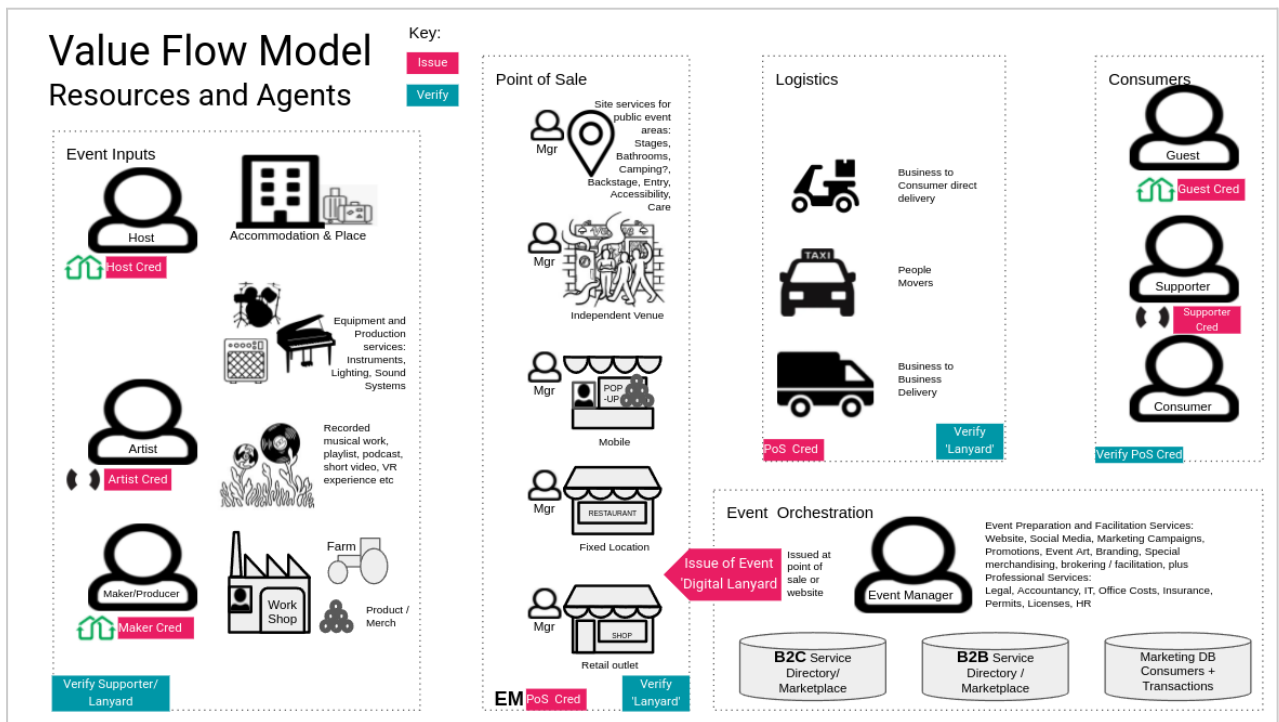 Value Flow Model
Resources and Agents
Key:
Issue
Verify
Event Inputs
Host
Host Cred
Accommodation & Place
Equipment and
Production
services:
Instruments,
Lighting, Sound
Systems
Artist
Artist Cred
Recorded
musical work,
playlist, podcast,
short video, VR
experience etc
Maker/Producer
Maker Cred
Work
Shop
Farm
Product /
Merch
Verify Supporter/
Lanyard
Point of Sale
Mgr
Site services for
public event
areas:
Stages,
Bathrooms,
Camping?,
Backstage, Entry,
Accessibility,
Care
Mgr
Independent Venue
Mgr
POP
-UP
Mobile
Mgr
RESTAURANT
Fixed Location
Mgr
SHOP
Retail outlet
EM
PoS Cred
Verify
'Lanyard'
Logistics
Business to
Consumer direct
delivery
TAXI
People
Movers
Business to
Business
Delivery
PoS Cred
Verify
'Lanyard'
Consumers
Guest
Guest Cred
Supporter
Supporter
Cred
Consumer
Verify PoS Cred
Event Orchestration
Issue of Event
'Digital Lanyard
Issued at
point of
sale or
website
Event Manager
Event Preparation and Facilitation Services:
Website, Social Media, Marketing Campaigns,
Promotions, Event Art, Branding, Special
merchandising, brokering / facilitation, plus
Professional Services:
Legal, Accountancy, IT, Office Costs, Insurance,
Permits, Licenses, HR
B2C Service
Directory/
Marketplace
B2B Service
Directory /
Marketplace
Marketing DB
Consumers +
Transactions